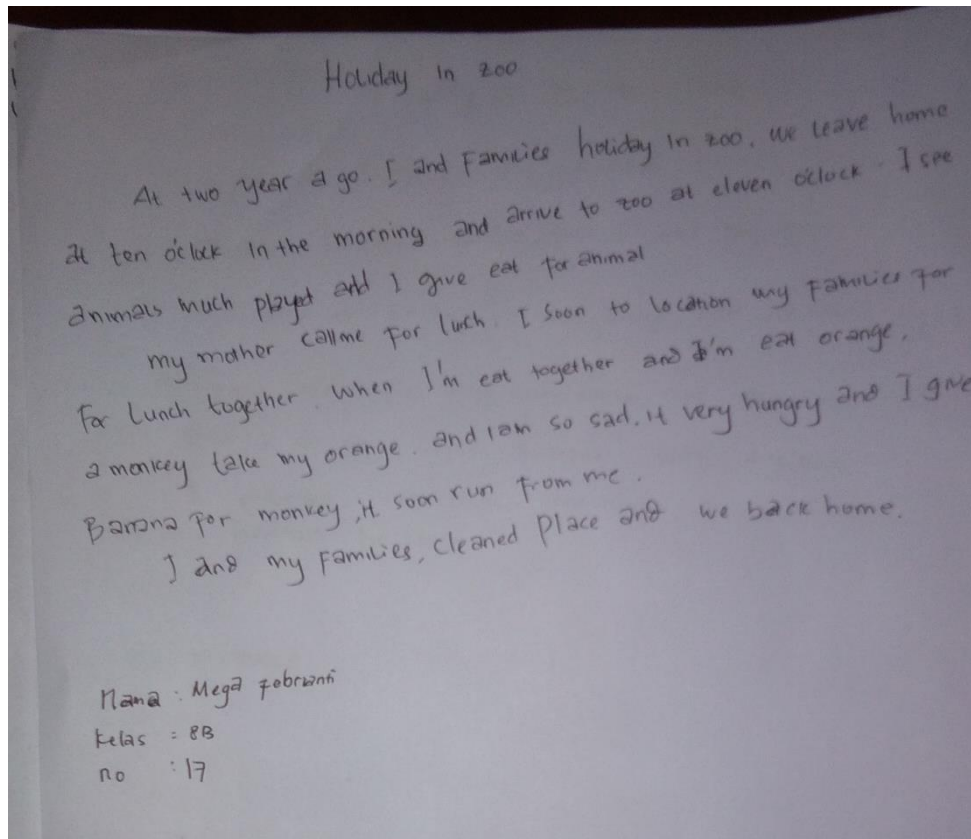 Holiday in zoo
At two year a go. I and Families holiday in zoo, we leave home
at ten o'clock in the morning and arrive to zoo at eleven o'clock. I see
animals much played and I give eat for animal
my mother call me for lunch. I soon to location my families for
For lunch together. when I'm eat together and I'm eat orange,
a monkey take my orange. and I am so sad, it very hungry and I give
Banana for monkey, it soon run from me.
I and my families, cleaned place and we back home.
Nama : Mega Febrianti
Kelas : 8B
no : 17